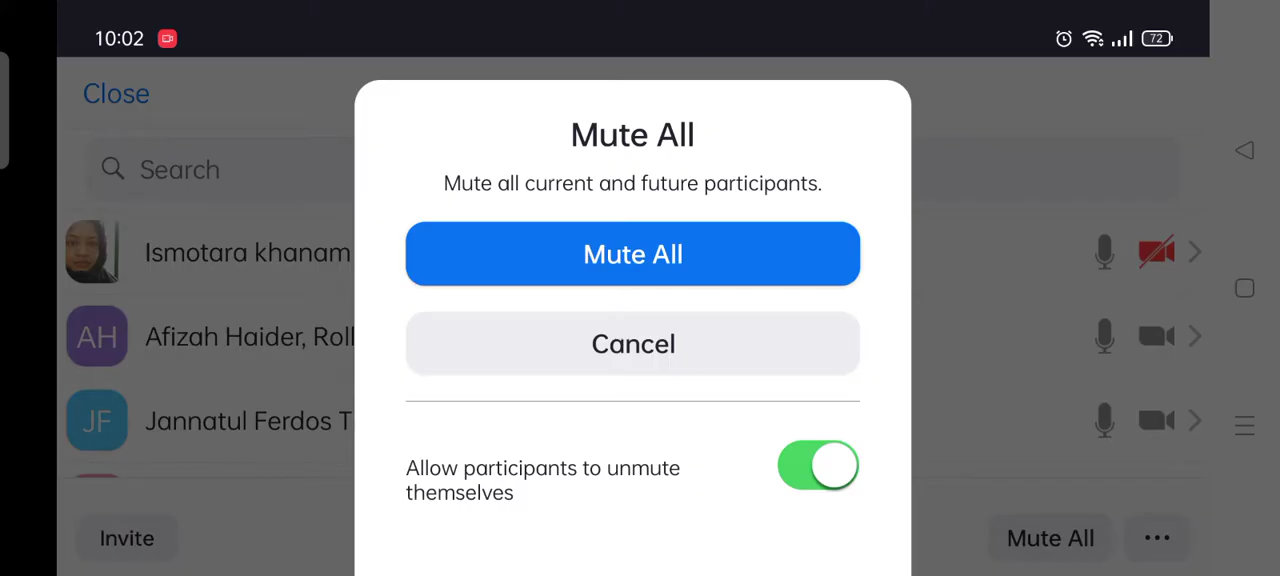 10:02
72
Close
Mute All
Mute all current and future participants.
Search
Mute All
Ismotara khanam
Cancel
AH
Afizah Haider, Roll
JF
Jannatul Ferdos T
Allow participants to unmute
themselves
Invite
Mute All